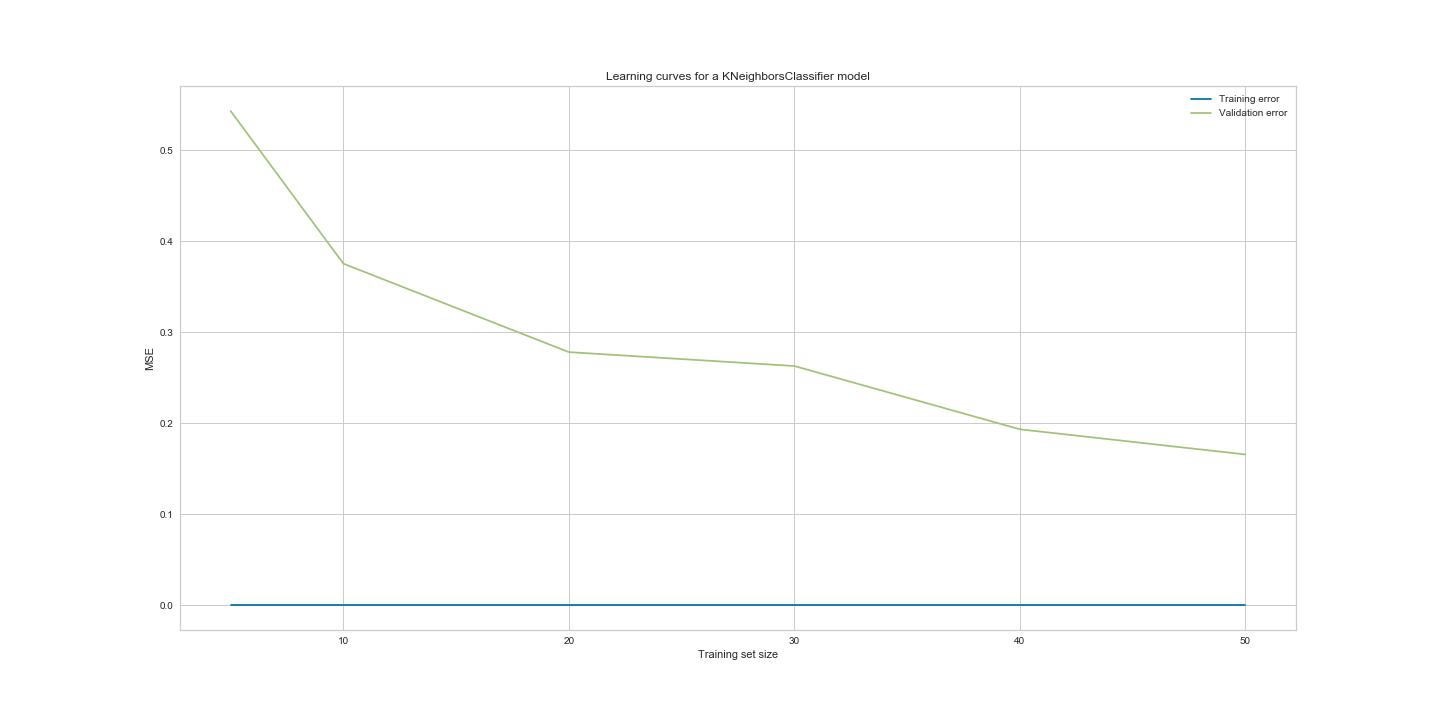 Learning curves for a KNeighborsClassifier model
Training error
Validation error
0.5
0.4
0.3
0.2
0.1
0.0
MSE
10 20 30 40 50
Training set size